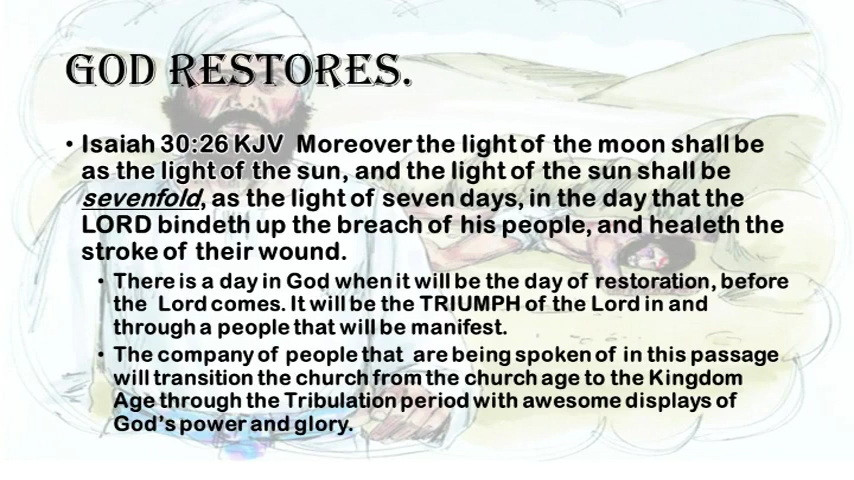 GOD RESTORES.
• Isaiah 30:26 KJV Moreover the light of the moon shall be
as the light of the sun, and the light of the sun shall be
sevenfold, as the light of seven days, in the day that the
LORD bindeth up the breach of his people, and healeth the
stroke of their wound.
• There is a day in God when it will be the day of restoration, before
the Lord comes. It will be the TRIUMPH of the Lord in and
through a people that will be manifest.
• The company of people that are being spoken of in this passage
will transition the church from the church age to the Kingdom
Age through the Tribulation period with awesome displays of
God's power and glory.